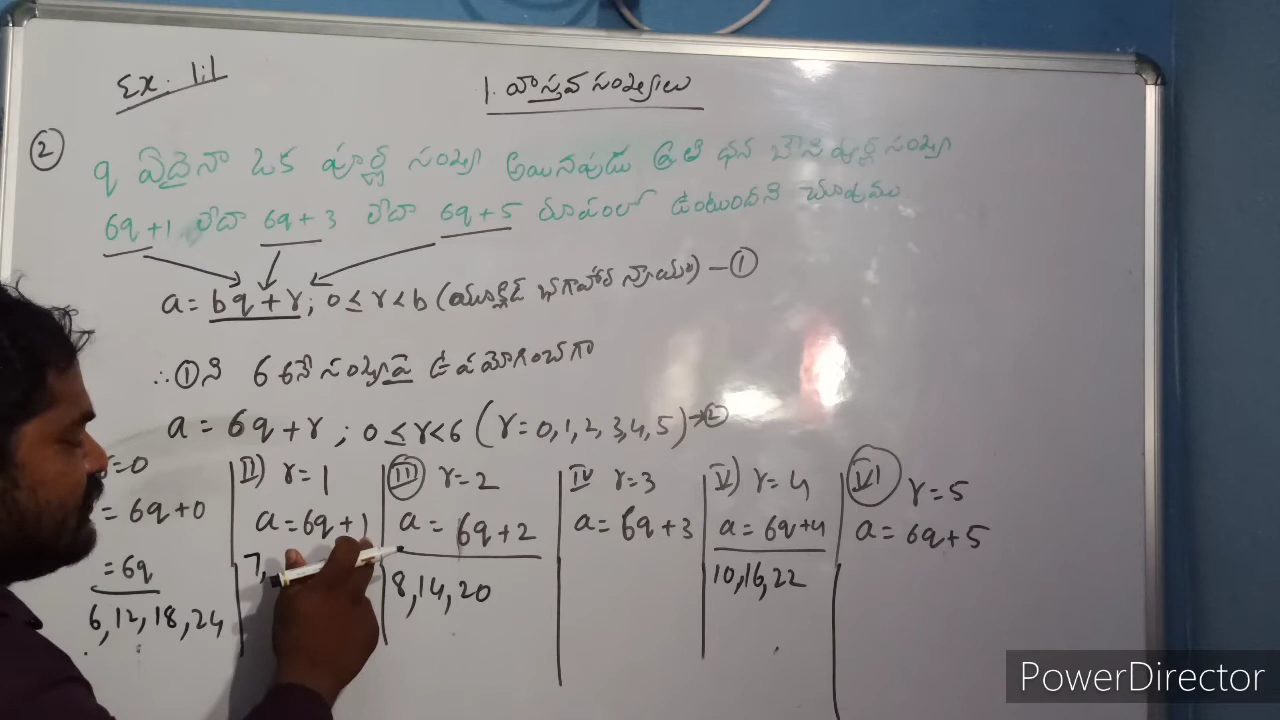 Ex: 1.1
1. వాస్తవ సంఖ్యలు
②
q ఏదైనా ఒక పూర్ణ సంఖ్య అయినపుడు ప్రతి ధన బేసి పూర్ణ సంఖ్య
6q+1 లేదా 6q+3 లేదా 6q+5 రూపంలో ఉంటుందని చూపుము
a = bq+r; 0≤r<b (యూక్లిడ్ భాగహార న్యాయం) – ①
∴ ①ని 6 అనే సంఖ్యపై ఉపయోగించగా
a = 6q+r ; 0≤r<6 (r=0,1,2,3,4,5)→②
=0
= 6q+0
= 6q
6,12,18,24
II) r=1
a=6q+1
7,
III r=2
a = 6q+2
8,14,20
IV r=3
a= 6q+3
V) r=4
a = 6q+4
10,16,22
VI r=5
a= 6q+5
PowerDirector